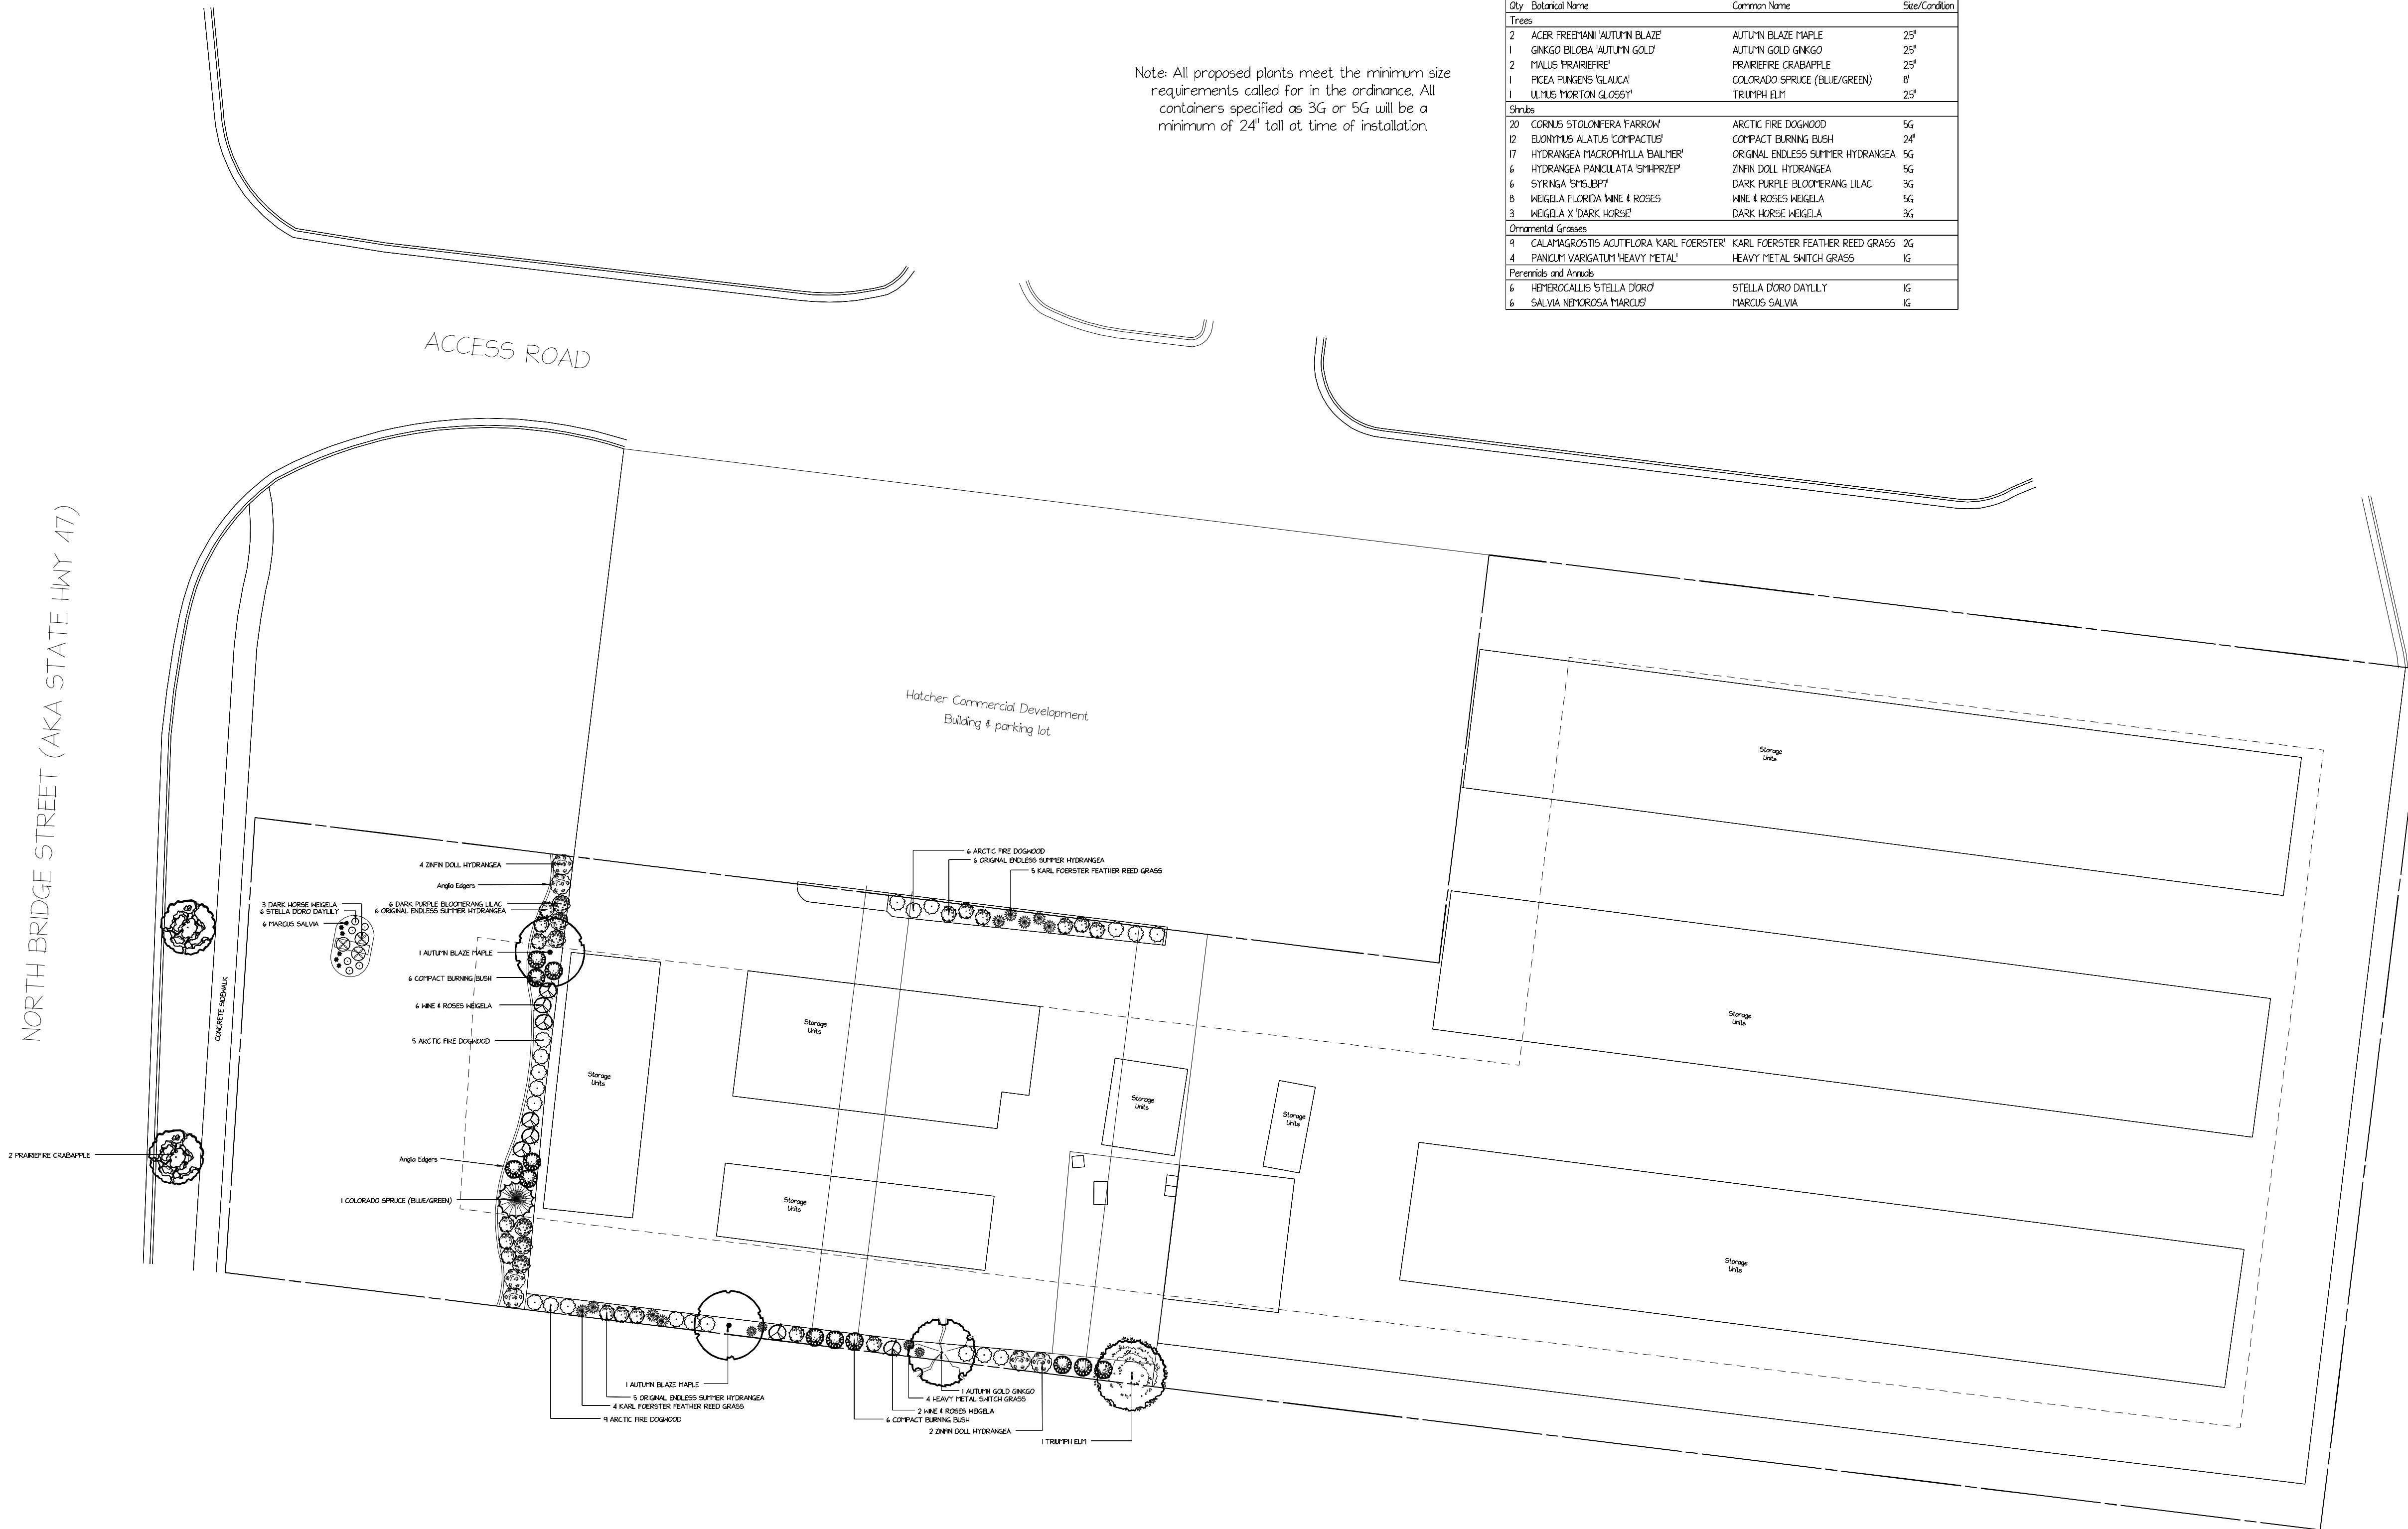 Qty Botanical Name Common Name Size/Condition
Trees
2 ACER FREEMANII 'AUTUMN BLAZE' AUTUMN BLAZE MAPLE 2.5"
1 GINKGO BILOBA 'AUTUMN GOLD' AUTUMN GOLD GINKGO 2.5"
2 MALUS 'PRAIRIEFIRE' PRAIRIEFIRE CRABAPPLE 2.5"
1 PICEA PUNGENS 'GLAUCA' COLORADO SPRUCE (BLUE/GREEN) 8'
1 ULMUS 'MORTON GLOSSY' TRIUMPH ELM 2.5"
Shrubs
20 CORNUS STOLONIFERA 'FARROW' ARCTIC FIRE DOGWOOD 5G
12 EUONYMUS ALATUS 'COMPACTUS' COMPACT BURNING BUSH 24"
17 HYDRANGEA MACROPHYLLA 'BAILMER' ORIGINAL ENDLESS SUMMER HYDRANGEA 5G
6 HYDRANGEA PANICULATA 'SMHPRZEP' ZINFIN DOLL HYDRANGEA 5G
6 SYRINGA 'SMSJBP7' DARK PURPLE BLOOMERANG LILAC 3G
8 WEIGELA FLORIDA 'WINE & ROSES WINE & ROSES WEIGELA 5G
3 WEIGELA X 'DARK HORSE' DARK HORSE WEIGELA 3G
Ornamental Grasses
9 CALAMAGROSTIS ACUTIFLORA 'KARL FOERSTER' KARL FOERSTER FEATHER REED GRASS 2G
4 PANICUM VARIGATUM 'HEAVY METAL' HEAVY METAL SWITCH GRASS 1G
Perennials and Annuals
6 HEMEROCALLIS 'STELLA D'ORO' STELLA D'ORO DAYLILY 1G
6 SALVIA NEMOROSA 'MARCUS' MARCUS SALVIA 1G
Note: All proposed plants meet the minimum size
requirements called for in the ordinance. All
containers specified as 3G or 5G will be a
minimum of 24" tall at time of installation.
ACCESS ROAD
NORTH BRIDGE STREET (AKA STATE HWY 47)
CONCRETE SIDEWALK
Hatcher Commercial Development
Building & parking lot
4 ZINFIN DOLL HYDRANGEA
Anglia Edgers
6 DARK PURPLE BLOOMERANG LILAC
6 ORIGINAL ENDLESS SUMMER HYDRANGEA
3 DARK HORSE WEIGELA
6 STELLA D'ORO DAYLILY
6 MARCUS SALVIA
1 AUTUMN BLAZE MAPLE
6 COMPACT BURNING BUSH
6 WINE & ROSES WEIGELA
5 ARCTIC FIRE DOGWOOD
Anglia Edgers
2 PRAIRIEFIRE CRABAPPLE
1 COLORADO SPRUCE (BLUE/GREEN)
6 ARCTIC FIRE DOGWOOD
6 ORIGINAL ENDLESS SUMMER HYDRANGEA
5 KARL FOERSTER FEATHER REED GRASS
Storage
Units
Storage
Units
Storage
Units
Storage
Units
Storage
Units
Storage
Units
Storage
Units
Storage
Units
1 AUTUMN BLAZE MAPLE
5 ORIGINAL ENDLESS SUMMER HYDRANGEA
4 KARL FOERSTER FEATHER REED GRASS
9 ARCTIC FIRE DOGWOOD
1 AUTUMN GOLD GINKGO
4 HEAVY METAL SWITCH GRASS
2 WINE & ROSES WEIGELA
6 COMPACT BURNING BUSH
2 ZINFIN DOLL HYDRANGEA
1 TRIUMPH ELM